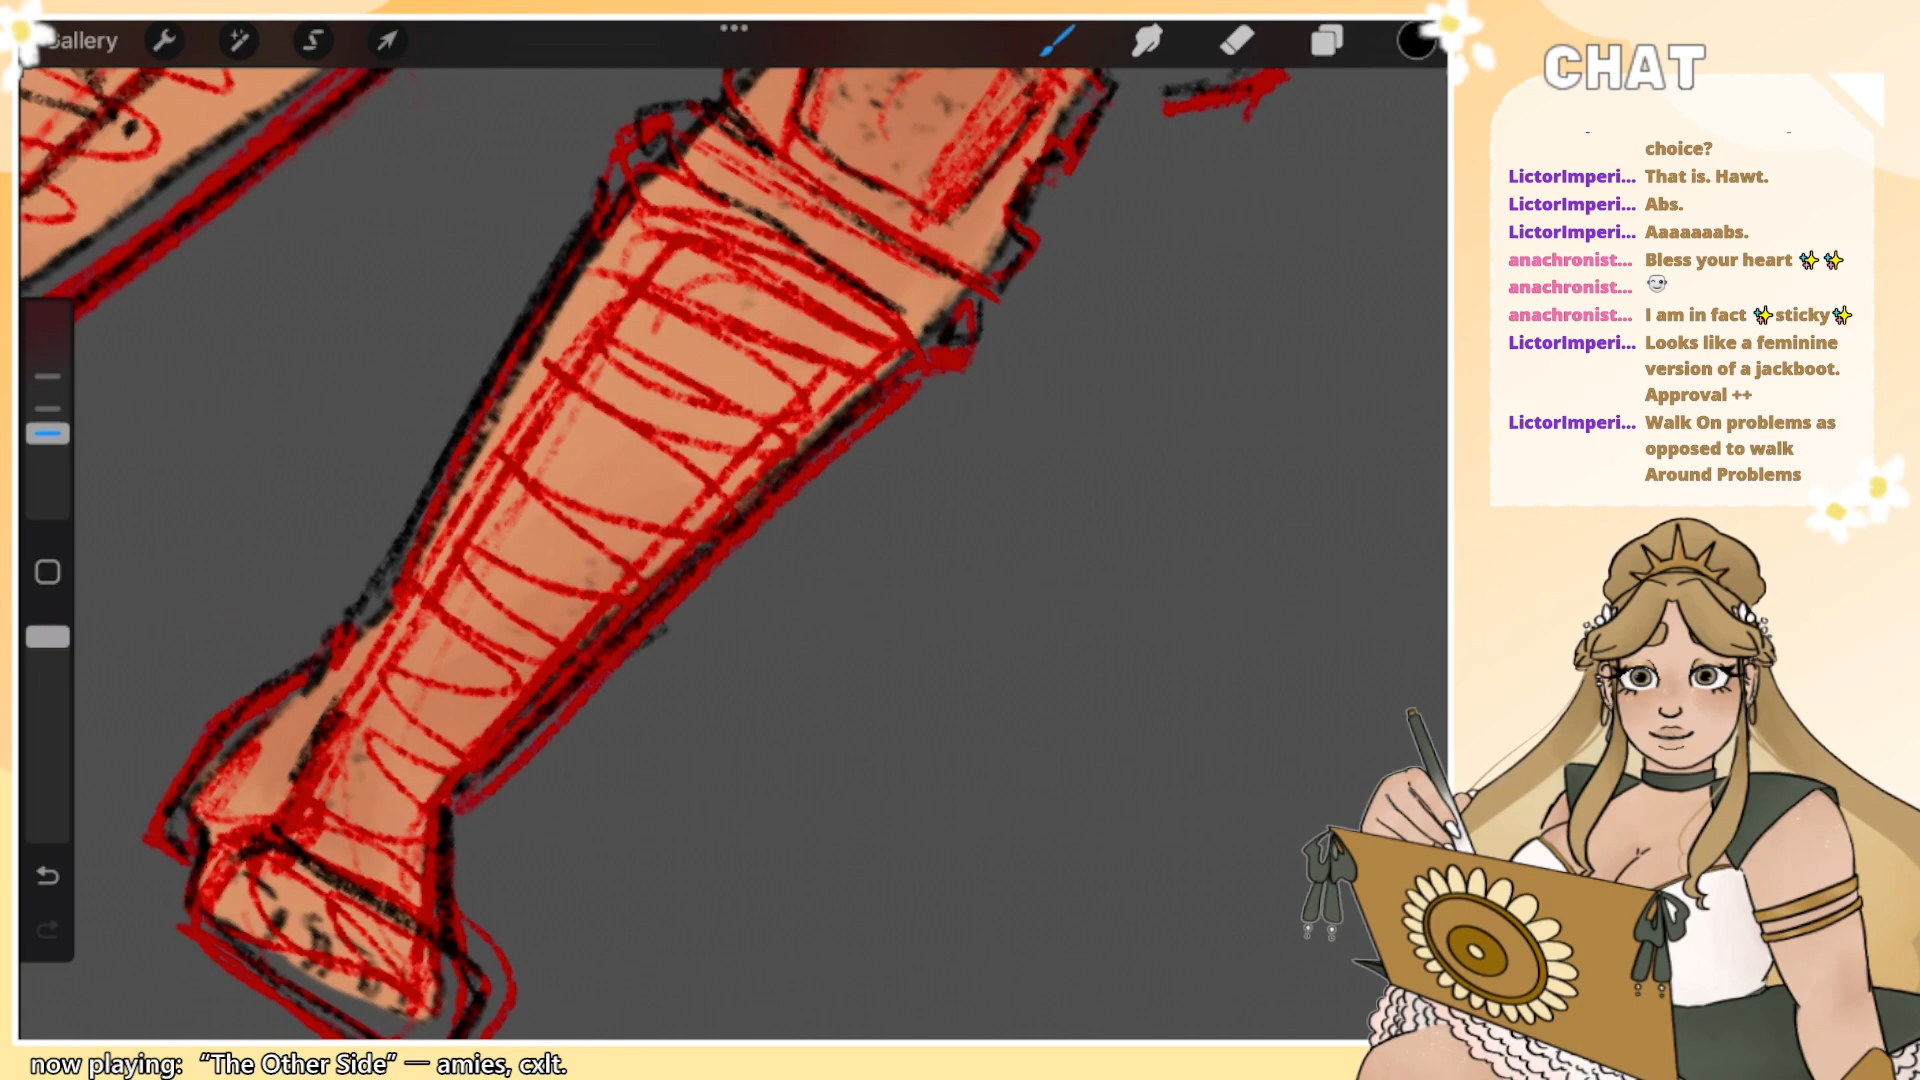 Gallery
CHAT
choice?
LictorImperi... That is. Hawt.
LictorImperi... Abs.
LictorImperi... Aaaaaaabs.
anachronist... Bless your heart ✨✨
anachronist...
anachronist... I am in fact ✨sticky✨
LictorImperi... Looks like a feminine
version of a jackboot.
Approval ++
LictorImperi... Walk On problems as
opposed to walk
Around Problems
now playing: “The Other Side” — amies, cxlt.